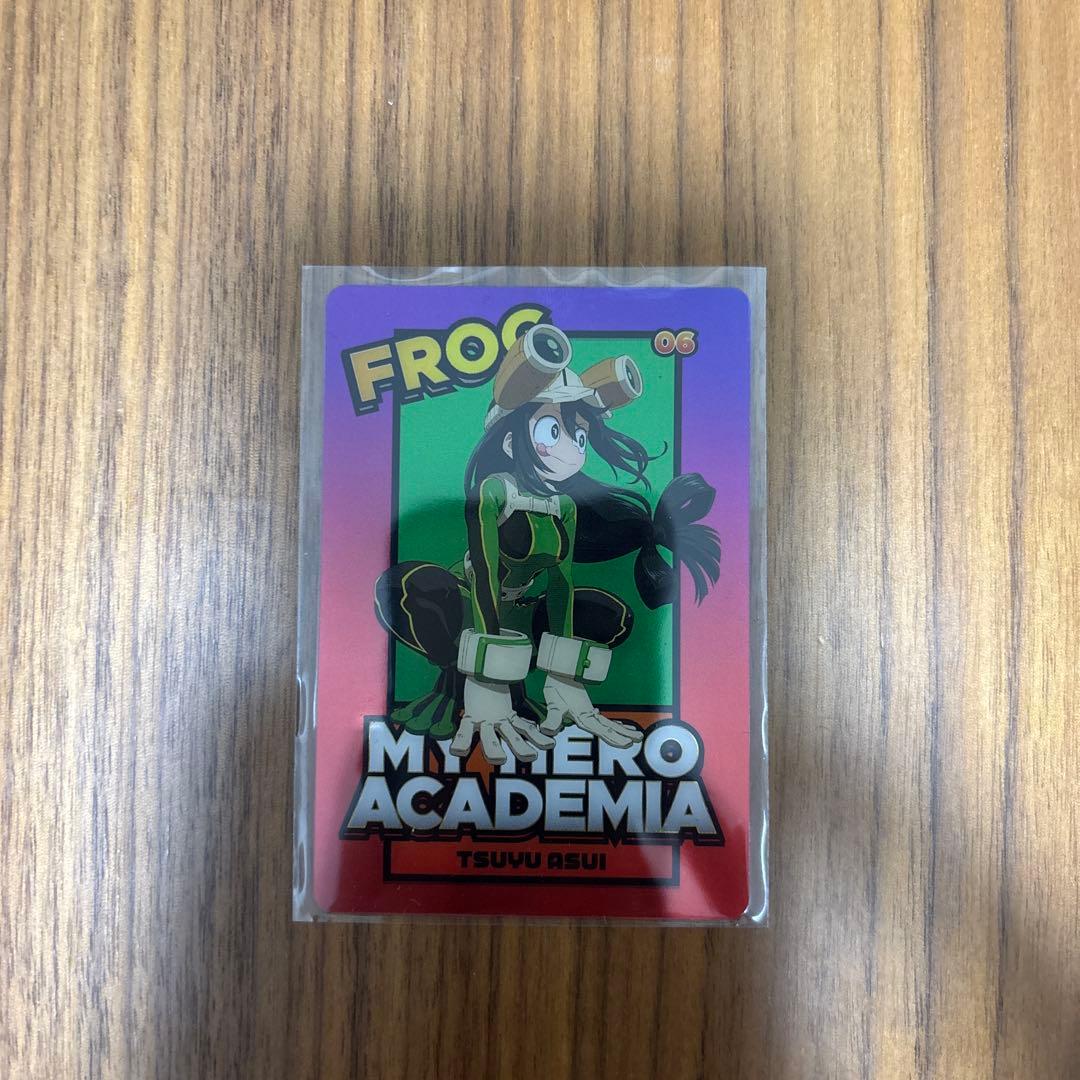 FROG
06
MY HERO
ACADEMIA
TSUYU ASUI